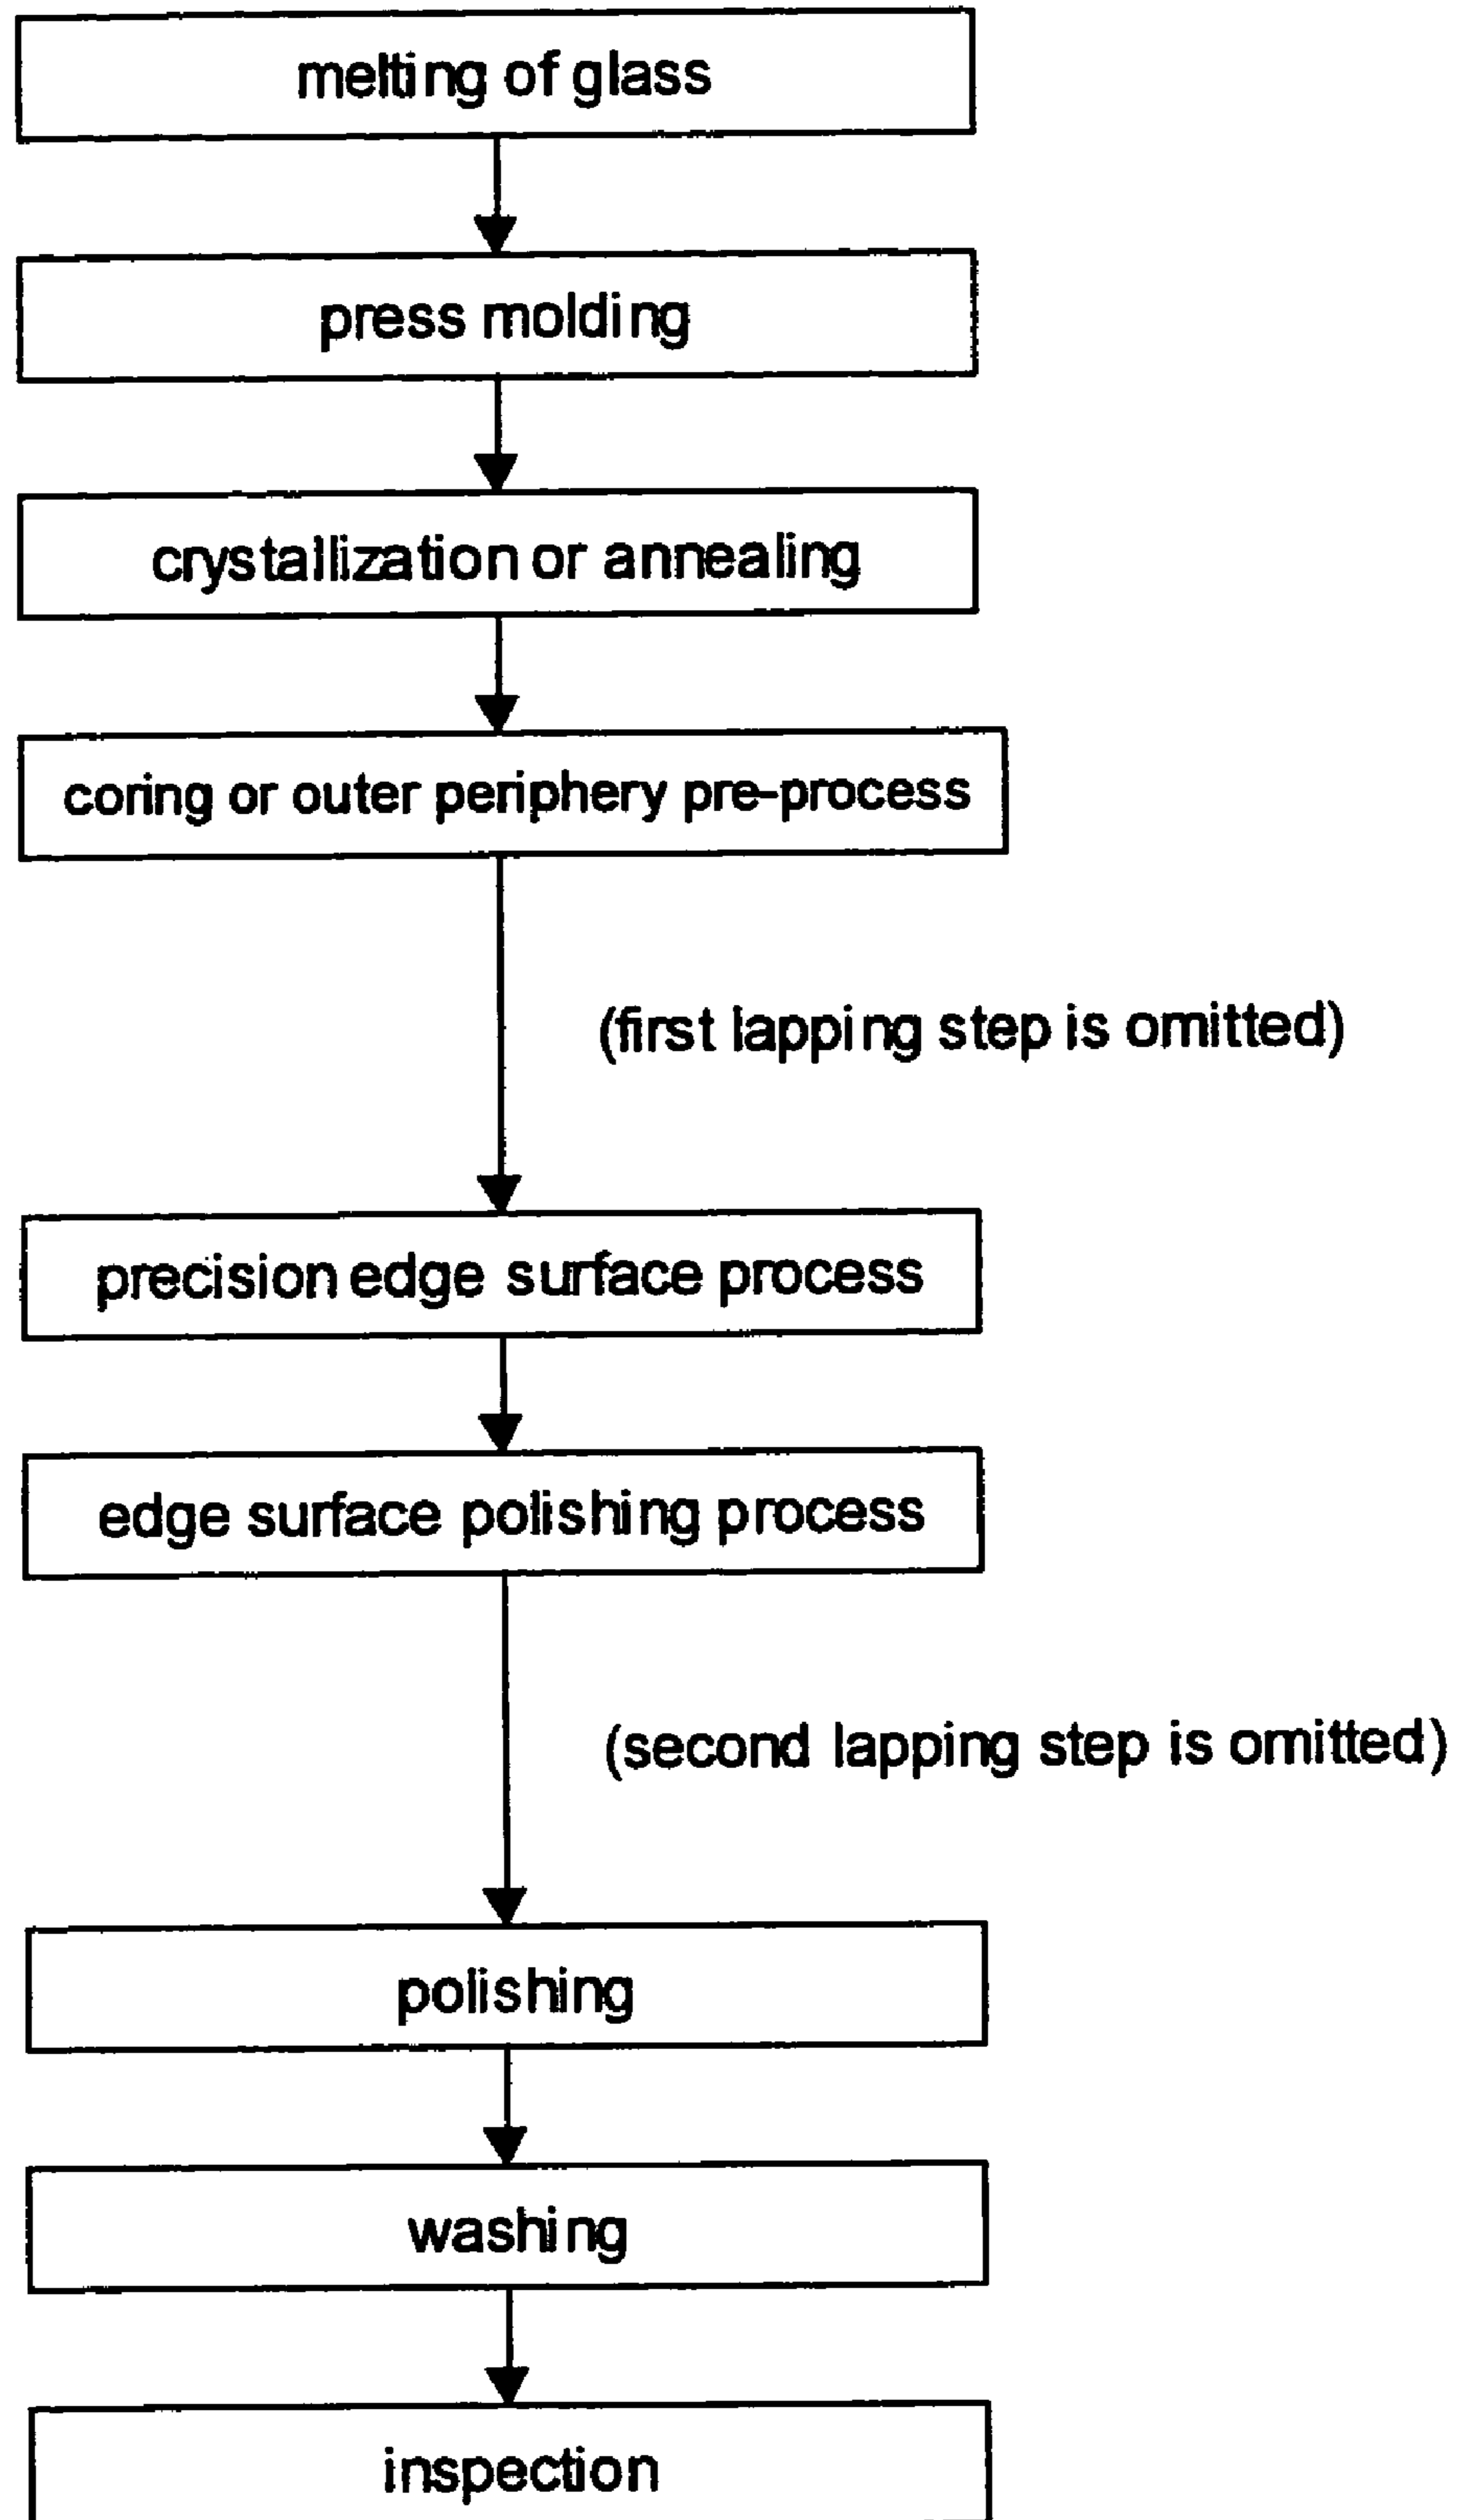 melting of glass
press molding
crystallization or annealing
coring or outer periphery pre-process
(first lapping step is omitted)
precision edge surface process
edge surface polishing process
(second lapping step is omitted)
polishing
washing
inspection